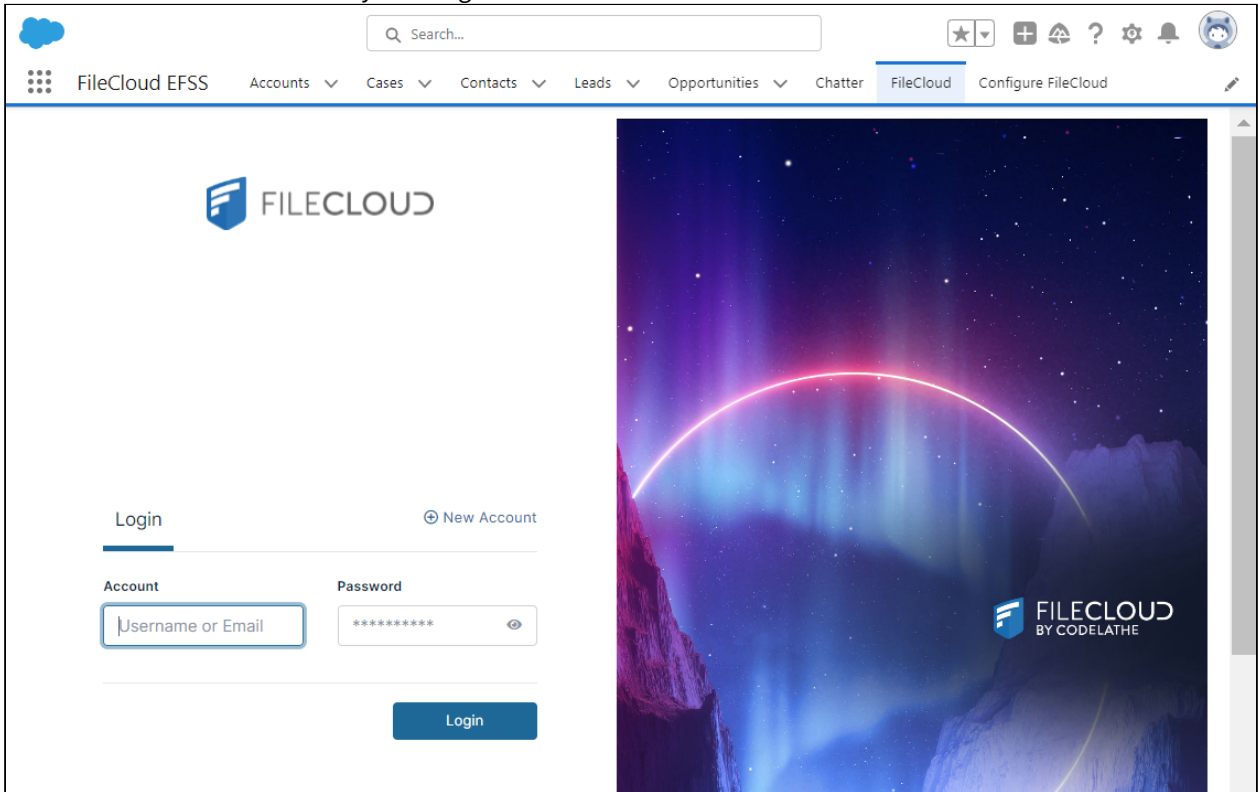 Search...
FileCloud EFSS Accounts Cases Contacts Leads Opportunities Chatter FileCloud Configure FileCloud
FILECLOUD
Login New Account
Account Password
Username or Email **********
Login
FILECLOUD
BY CODELATHE